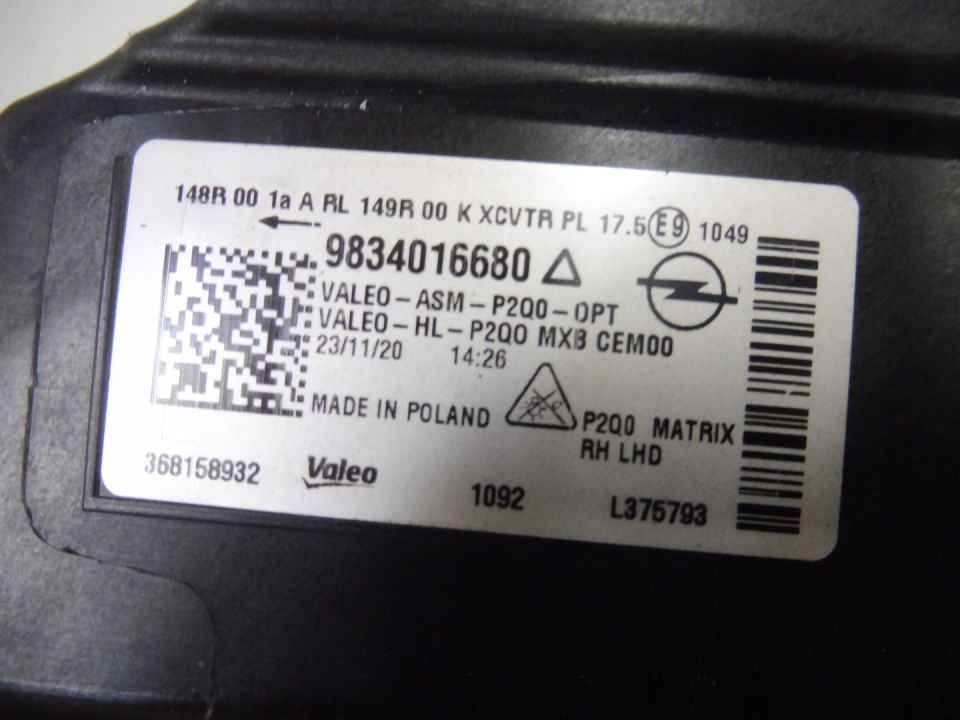 148R 00 1a A RL 149R 00 K XCVTR PL 17.5 E9 1049
9834016680
VALEO-ASM-P2Q0-OPT
VALEO-HL-P2Q0 MXB CEM00
23/11/20 14:26
MADE IN POLAND
P2Q0 MATRIX
RH LHD
368158932 Valeo 1092 L375793